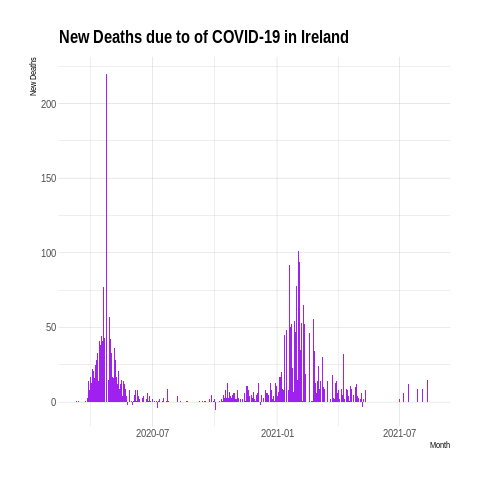 New Deaths due to of COVID-19 in Ireland
New Deaths
200
150
100
50
0
2020-07
2021-01
2021-07
Month